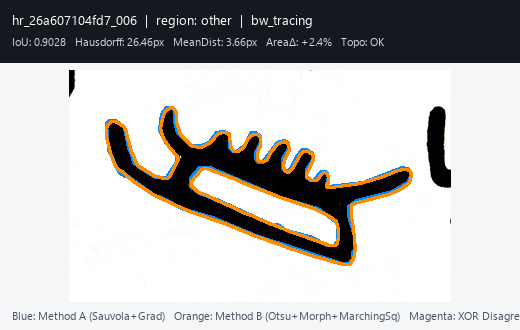 hr_26a607104fd7_006 | region: other | bw_tracing
IoU: 0.9028 Hausdorff: 26.46px MeanDist: 3.66px AreaΔ: +2.4% Topo: OK
Blue: Method A (Sauvola+Grad) Orange: Method B (Otsu+Morph+MarchingSq) Magenta: XOR Disagre